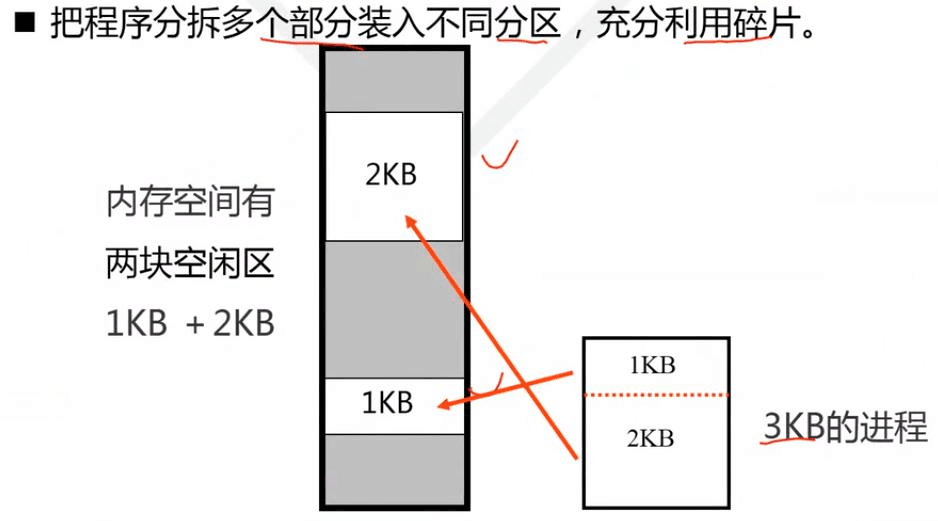 ■ 把程序分拆多个部分装入不同分区，充分利用碎片。
2KB
内存空间有
两块空闲区
1KB + 2KB
1KB
1KB
2KB
3KB的进程